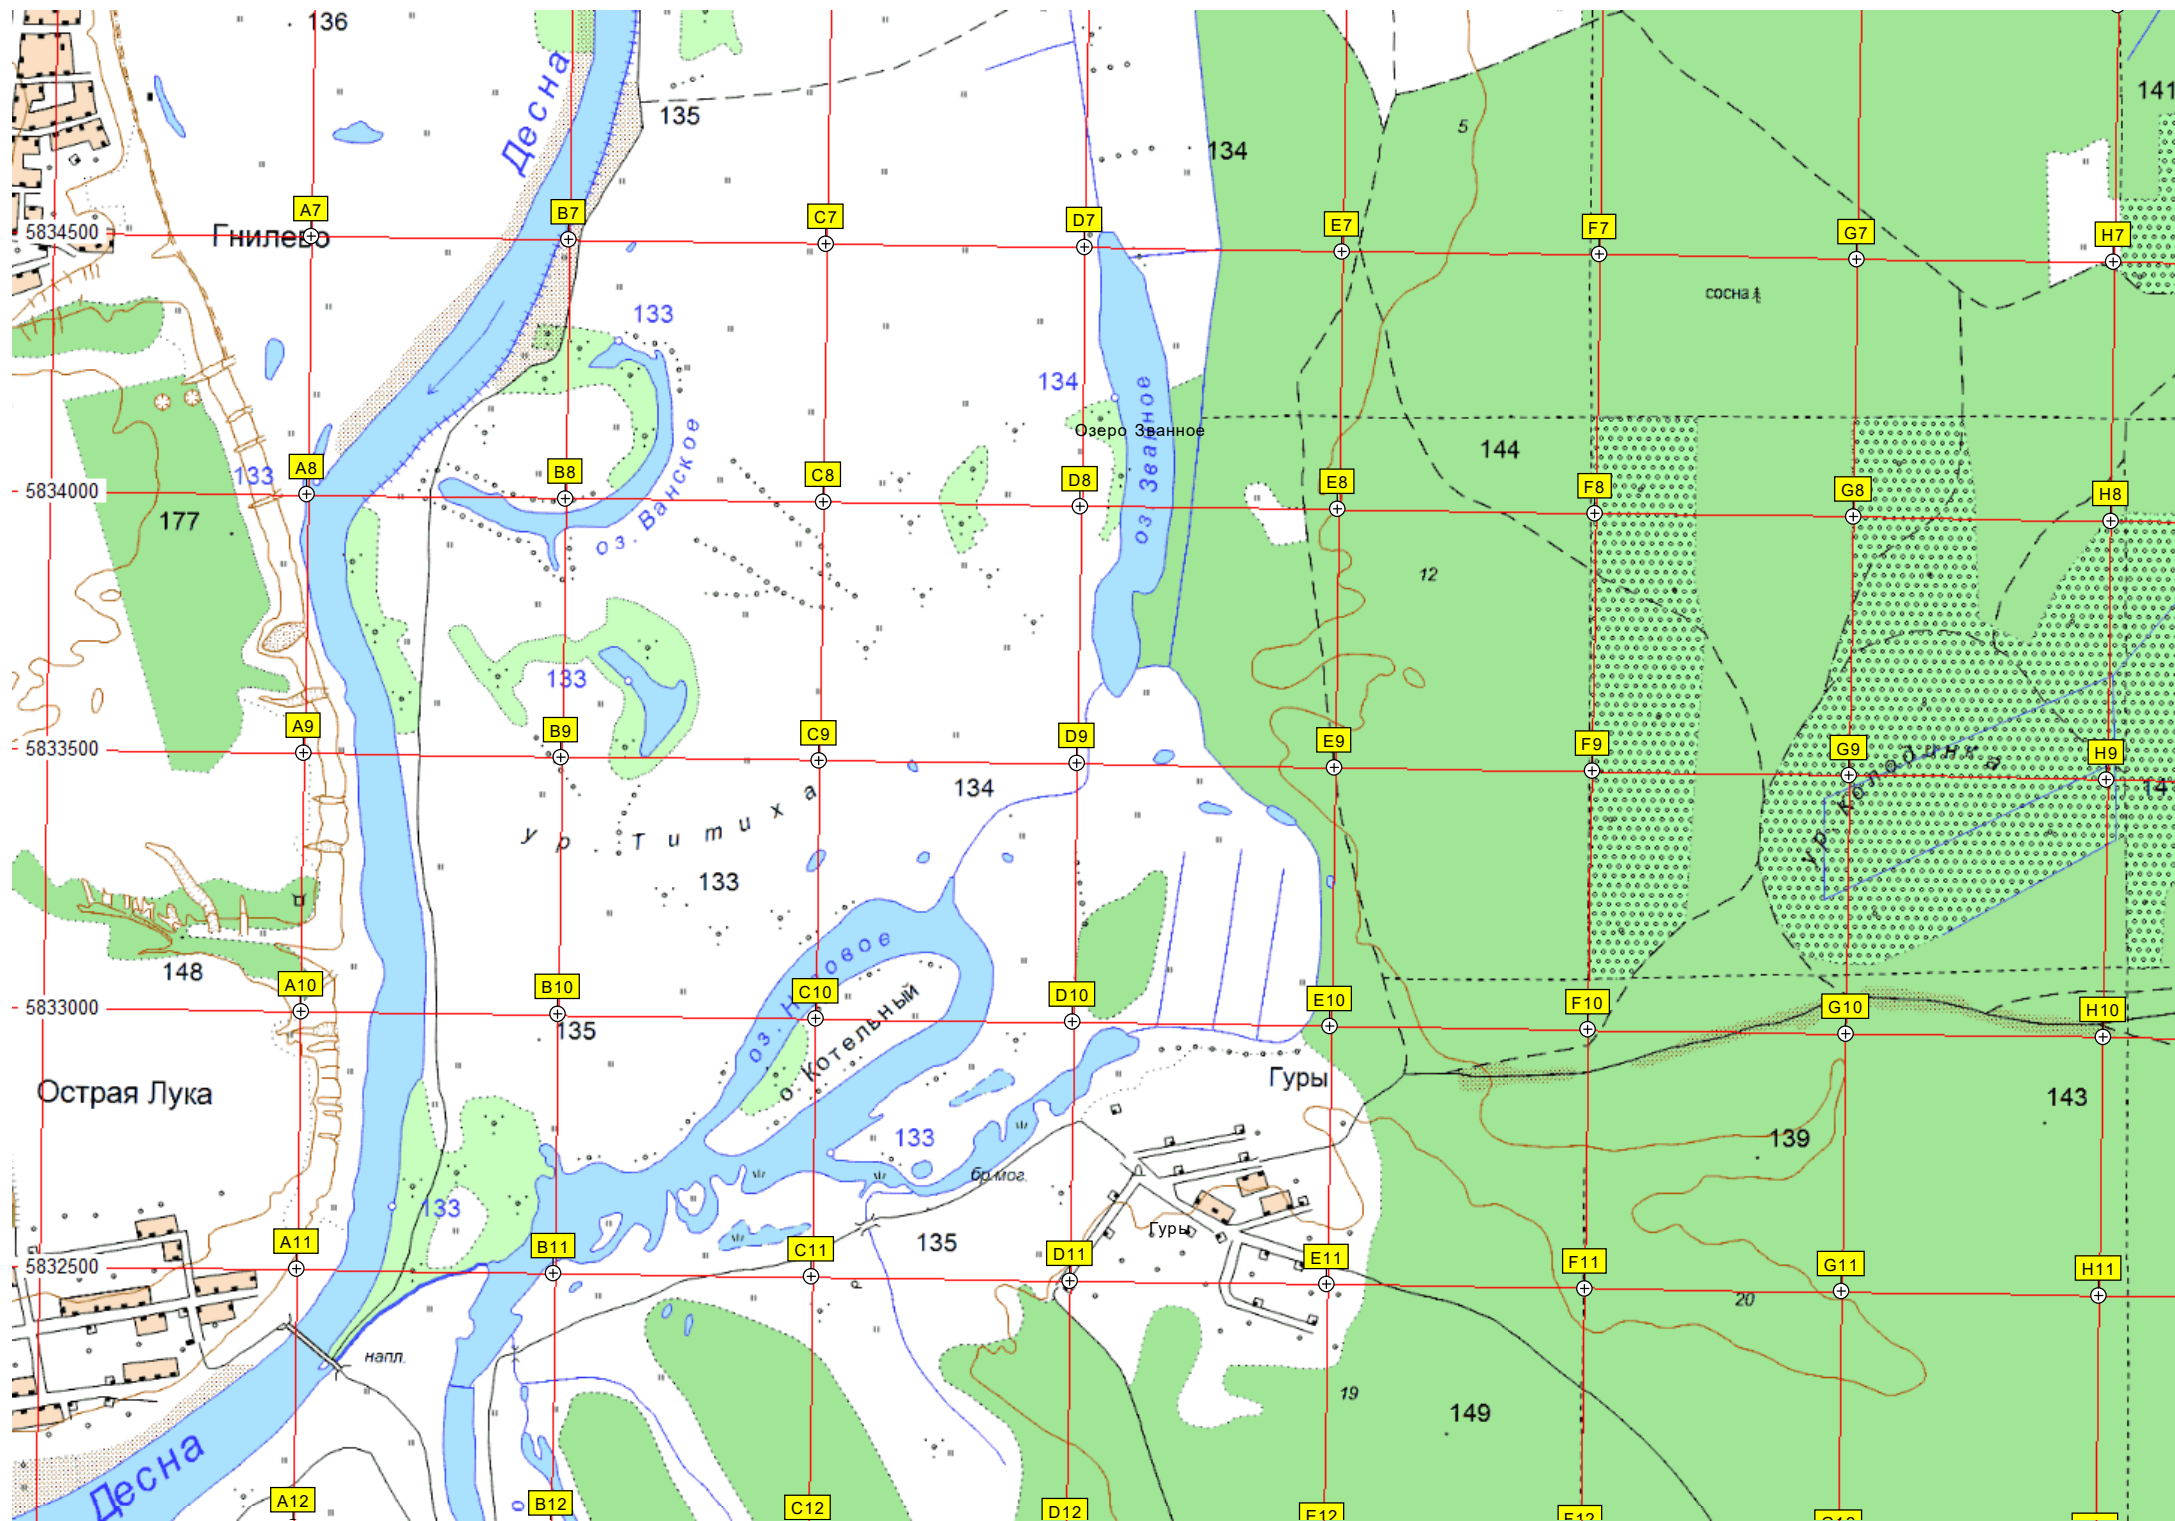 136
Десна
135
134
5
141
A7
B7
C7
D7
E7
F7
G7
H7
5834500
Гнилево
сосна
133
134
оз. Званное
Озеро Званное
144
133
A8
B8
C8
D8
E8
F8
G8
H8
5834000
177
оз. Ванское
12
133
A9
B9
C9
D9
E9
F9
G9
H9
5833500
134
ур. Титиха
133
148
A10
B10
C10
D10
E10
F10
G10
H10
5833000
135
о. Котельный
Острая Лука
Гуры
143
139
133
бр.мог.
133
Гуры
135
A11
B11
C11
D11
E11
F11
G11
H11
5832500
20
напл.
19
149
Десна
A12
B12
C12
D12
E12
F12